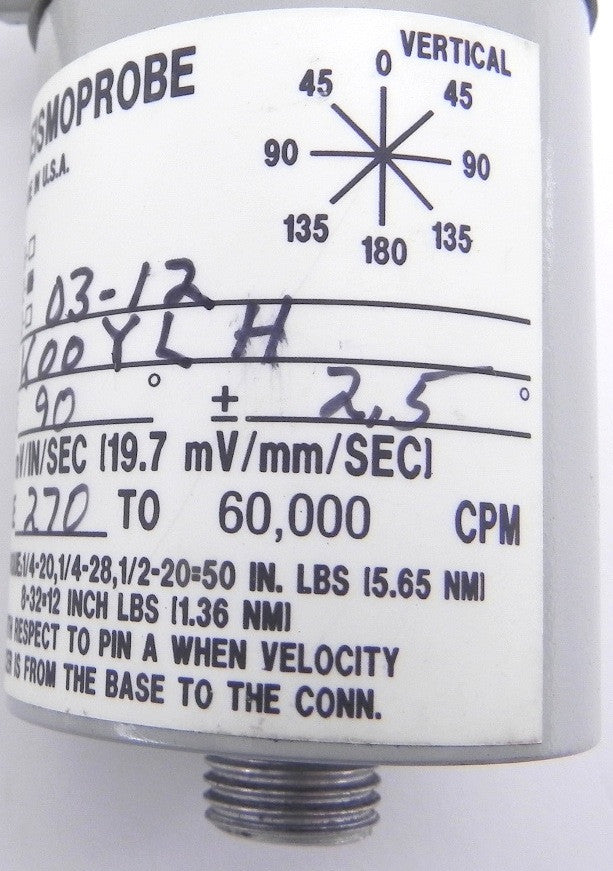 SMOPROBE
IN U.S.A.
VERTICAL
0
45 45
90 90
135 135
180
03-12
00YL H
90 ° ± 2.5 °
/IN/SEC [19.7 mV/mm/SEC]
270 TO 60,000 CPM
1/4-20,1/4-28,1/2-20=50 IN. LBS [5.65 NM]
8-32=12 INCH LBS [1.36 NM]
RESPECT TO PIN A WHEN VELOCITY
IS FROM THE BASE TO THE CONN.